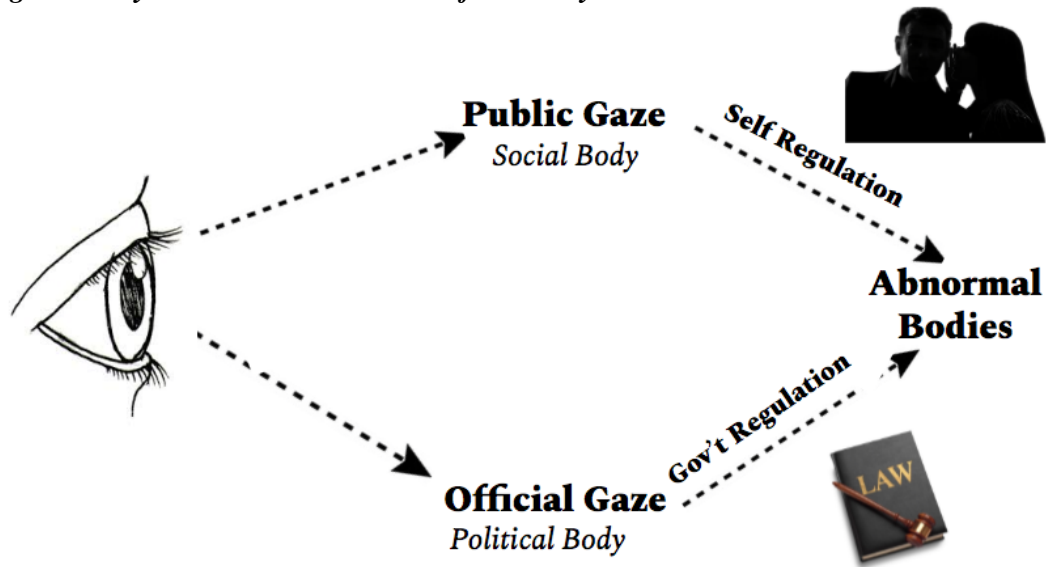 Public Gaze
Social Body
Self Regulation
Abnormal
Bodies
Gov't Regulation
LAW
Official Gaze
Political Body